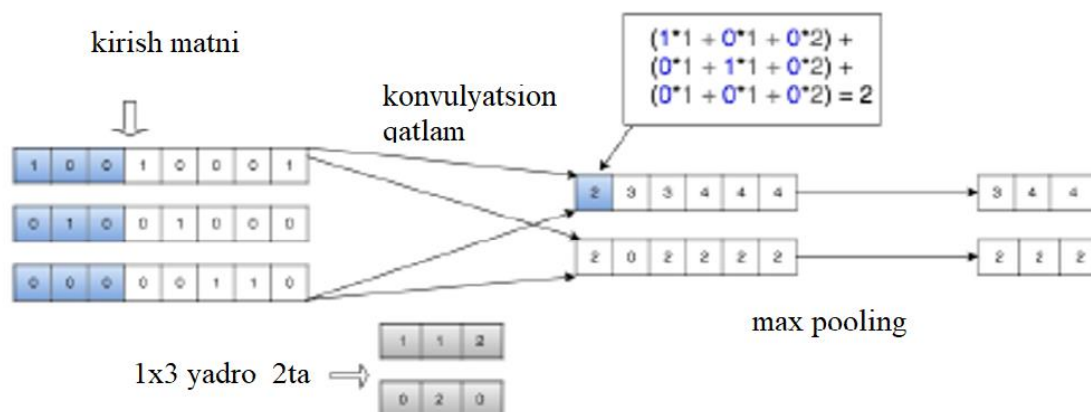 kirish matni
(1*1 + 0*1 + 0*2) +
(0*1 + 1*1 + 0*2) +
(0*1 + 0*1 + 0*2) = 2
konvulyatsion
qatlam
1 0 0 1 0 0 0 1
2 3 3 4 4 4
3 4 4
0 1 0 0 1 0 0 0
2 0 2 2 2 2
2 2 2
0 0 0 0 0 1 1 0
max pooling
1 1 2
1x3 yadro 2ta
0 2 0